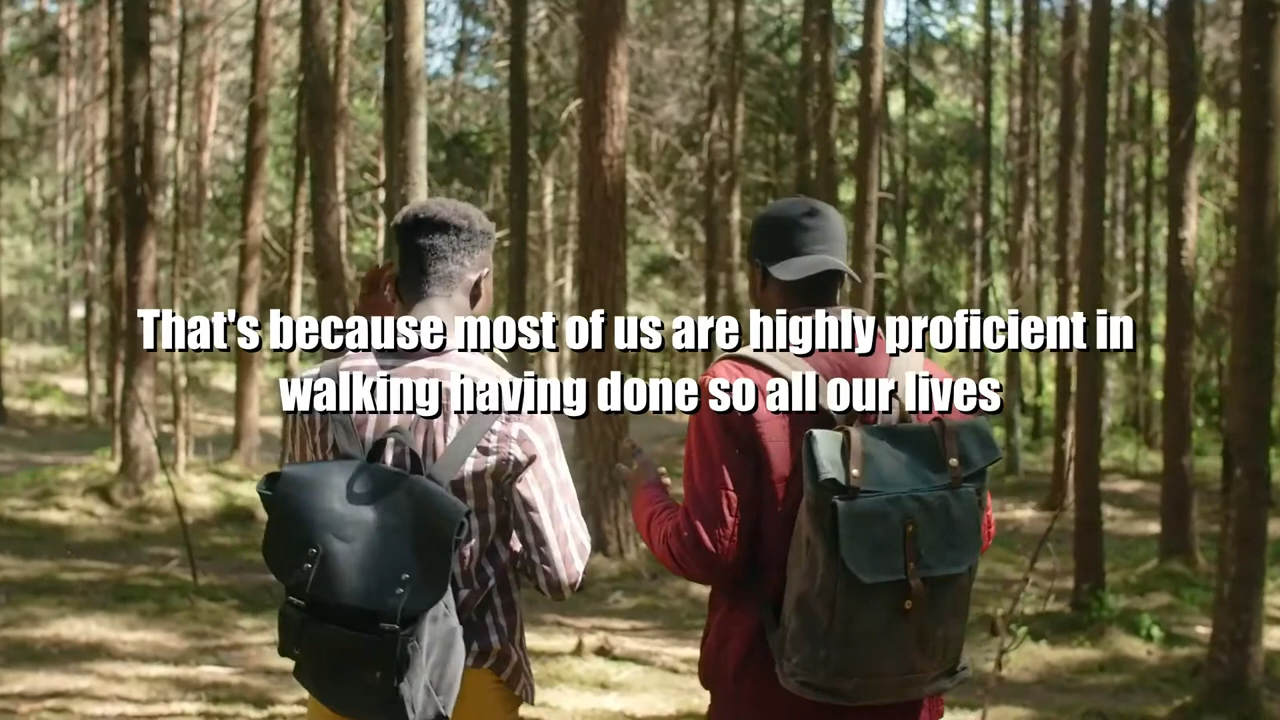 That's because most of us are highly proficient in
walking having done so all our lives